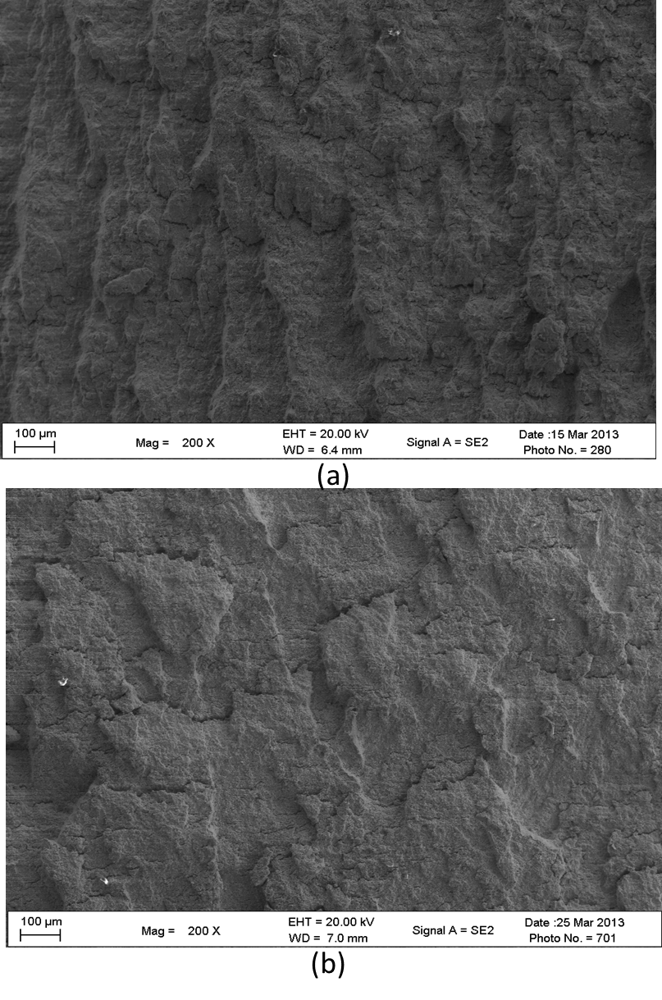 100 µm
Mag = 200 X
EHT = 20.00 kV
WD = 6.4 mm
Signal A = SE2
Date :15 Mar 2013
Photo No. = 280
(a)
100 µm
Mag = 200 X
EHT = 20.00 kV
WD = 7.0 mm
Signal A = SE2
Date :25 Mar 2013
Photo No. = 701
(b)